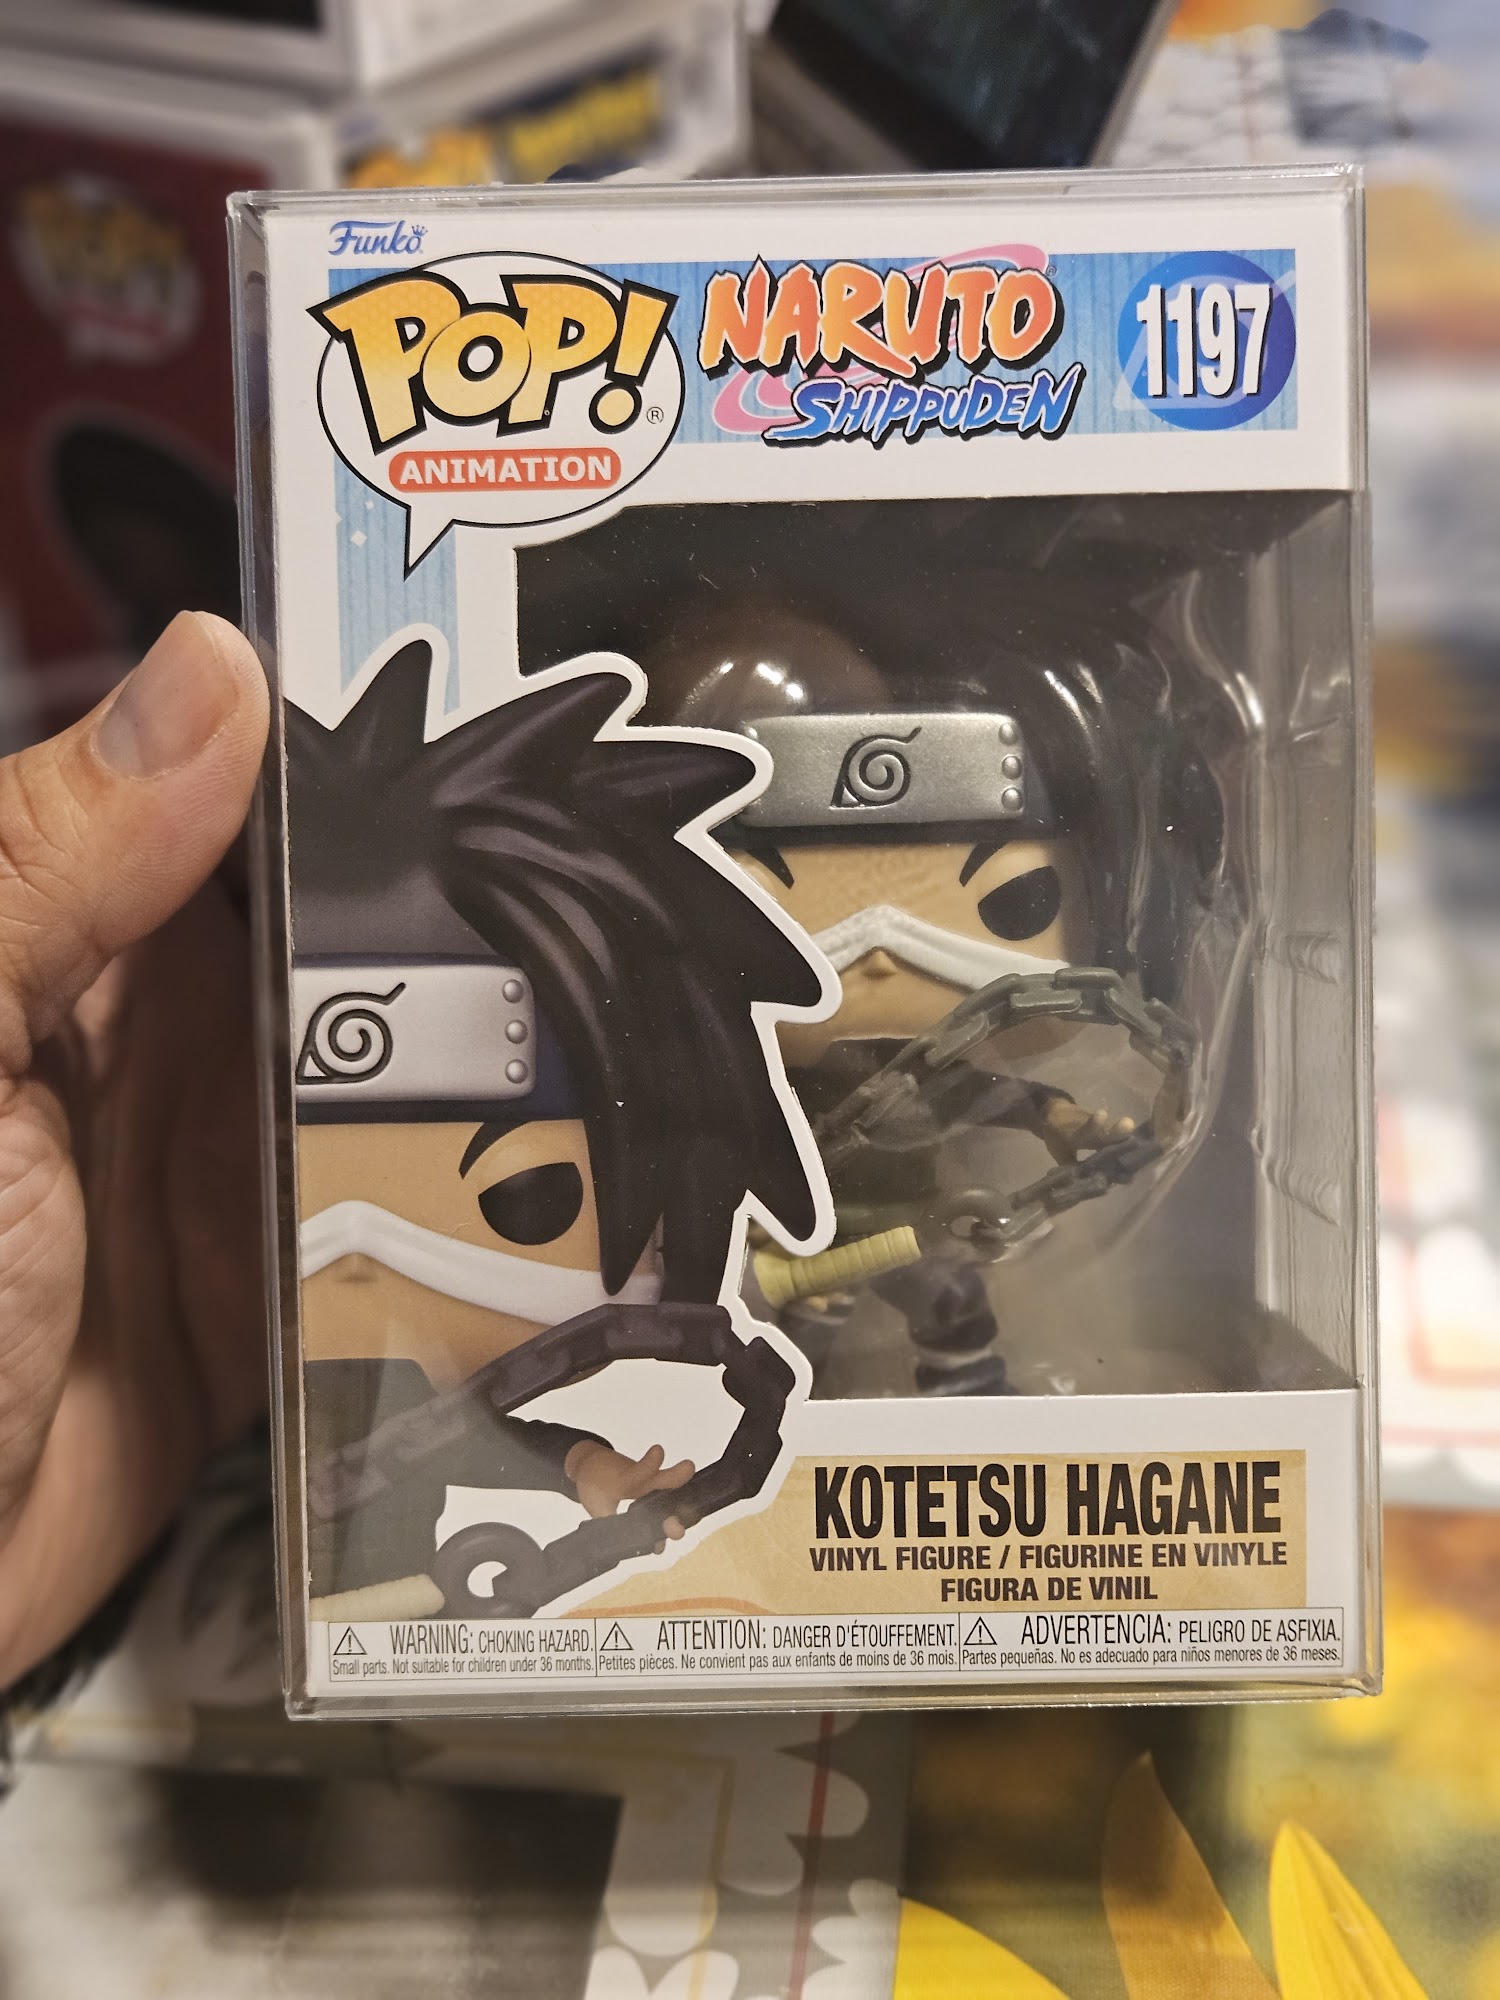 Funko
POP!®
ANIMATION
NARUTO®
SHIPPUDEN
1197
KOTETSU HAGANE
VINYL FIGURE / FIGURINE EN VINYLE
FIGURA DE VINIL
WARNING: CHOKING HAZARD.
Small parts. Not suitable for children under 36 months.
ATTENTION: DANGER D'ÉTOUFFEMENT.
Petites pièces. Ne convient pas aux enfants de moins de 36 mois.
ADVERTENCIA: PELIGRO DE ASFIXIA.
Partes pequeñas. No es adecuado para niños menores de 36 meses.